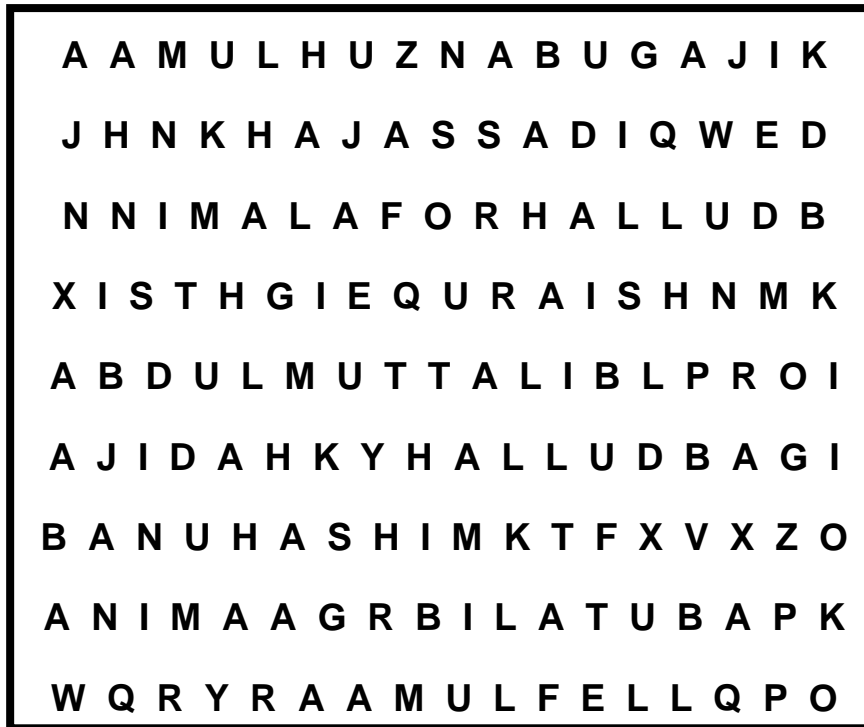 A A M U L H U Z N A B U G A J I K
J H N K H A J A S S A D I Q W E D
N N I M A L A F O R H A L L U D B
X I S T H G I E Q U R A I S H N M K
A B D U L M U T T A L I B L P R O I
A J I D A H K Y H A L L U D B A G I
B A N U H A S H I M K T F X V X Z O
A N I M A A G R B I L A T U B A P K
W Q R Y R A A M U L F E L L Q P O